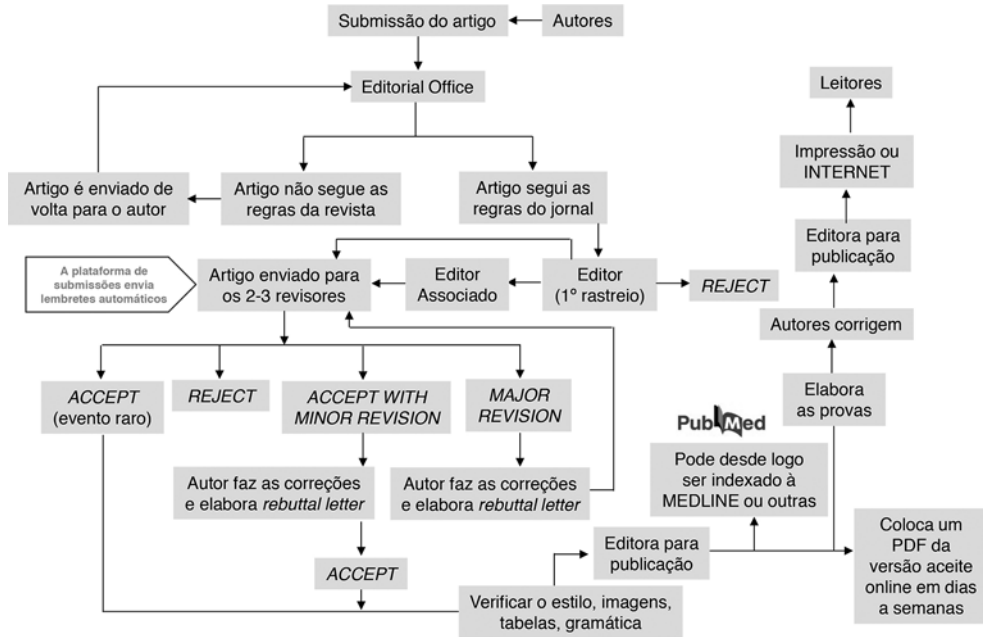 Submissão do artigo
Autores
Editorial Office
Leitores
Impressão ou
INTERNET
Artigo é enviado de
volta para o autor
Artigo não segue as
regras da revista
Artigo segui as
regras do jornal
Editora para
publicação
A plataforma de
submissões envia
lembretes automáticos
Artigo enviado para
os 2-3 revisores
Editor
Associado
Editor
(1º rastreio)
REJECT
Autores corrigem
ACCEPT
(evento raro)
REJECT
ACCEPT WITH
MINOR REVISION
MAJOR
REVISION
Elabora
as provas
PubMed
Autor faz as correções
e elabora rebuttal letter
Autor faz as correções
e elabora rebuttal letter
Pode desde logo
ser indexado à
MEDLINE ou outras
ACCEPT
Editora para
publicação
Coloca um
PDF da
versão aceite
online em dias
a semanas
Verificar o estilo, imagens,
tabelas, gramática